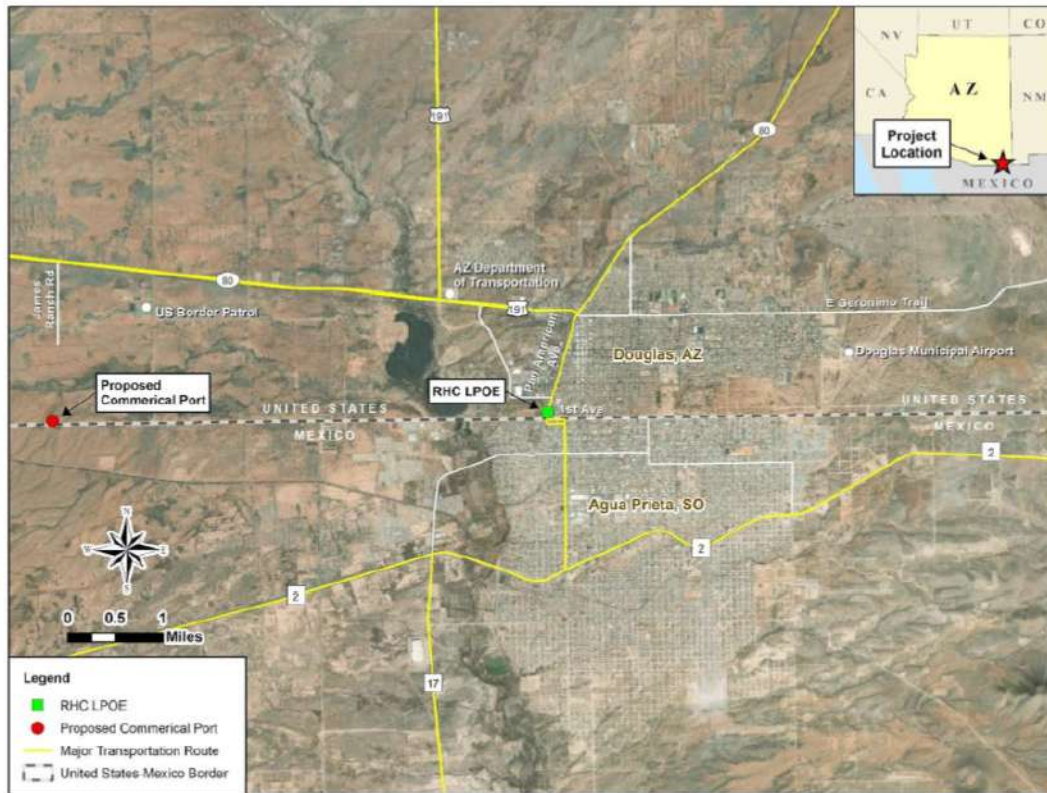 NV
UT
CO
CA
AZ
NM
Project
Location
MEXICO
191
80
80
James
Ranch Rd
US Border Patrol
AZ Department
of Transportation
191
Pan American
Ave
E Geronimo Trail
Douglas, AZ
Douglas Municipal Airport
Proposed
Commerical Port
RHC LPOE
1st Ave
UNITED STATES
MEXICO
UNITED STATES
MEXICO
2
Agua Prieta, SO
2
2
17
N
W
E
S
0 0.5 1
Miles
Legend
RHC LPOE
Proposed Commerical Port
Major Transportation Route
United States Mexico Border